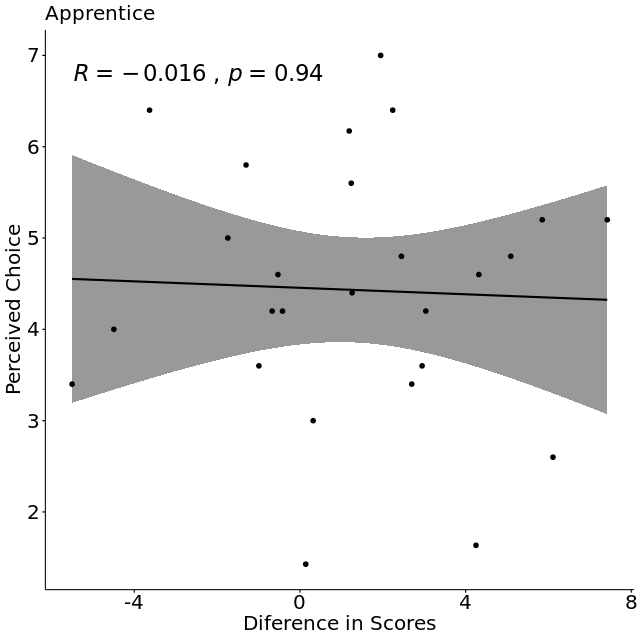 Apprentice
R = −0.016 , p = 0.94
7
6
5
4
3
2
Perceived Choice
-4 0 4 8
Diference in Scores